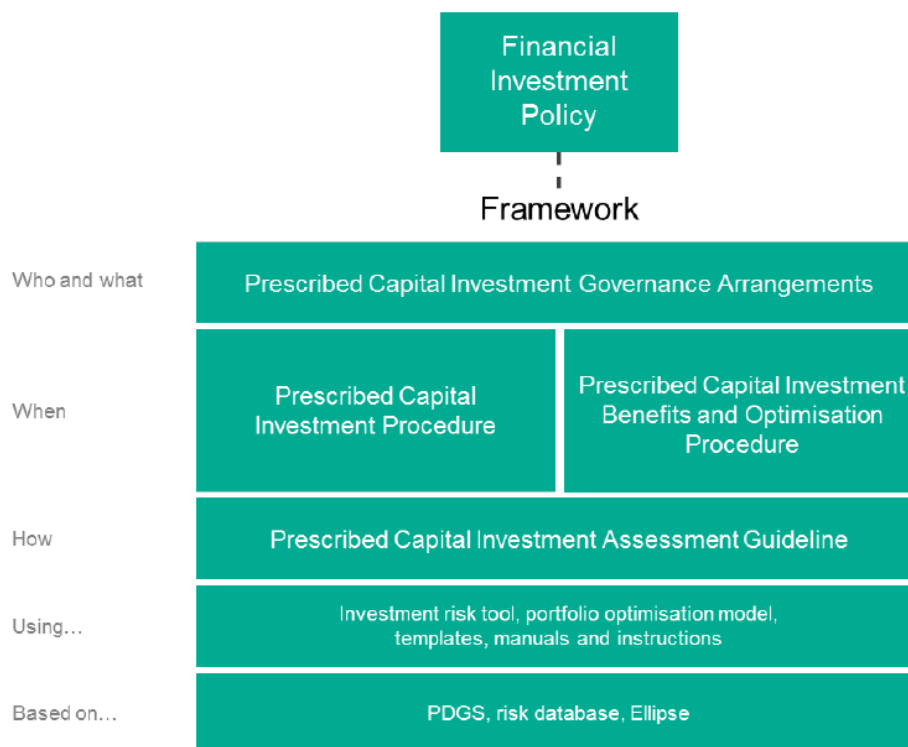 Financial
Investment
Policy
Framework
Who and what
Prescribed Capital Investment Governance Arrangements
When
Prescribed Capital
Investment Procedure
Prescribed Capital Investment
Benefits and Optimisation
Procedure
How
Prescribed Capital Investment Assessment Guideline
Using…
Investment risk tool, portfolio optimisation model,
templates, manuals and instructions
Based on…
PDGS, risk database, Ellipse